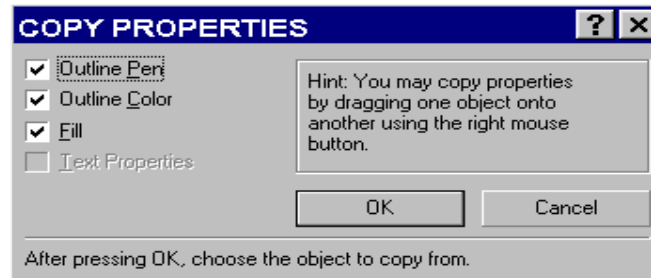 COPY PROPERTIES
Outline Pen
Outline Color
Fill
Text Properties
Hint: You may copy properties
by dragging one object onto
another using the right mouse
button.
OK Cancel
After pressing OK, choose the object to copy from.